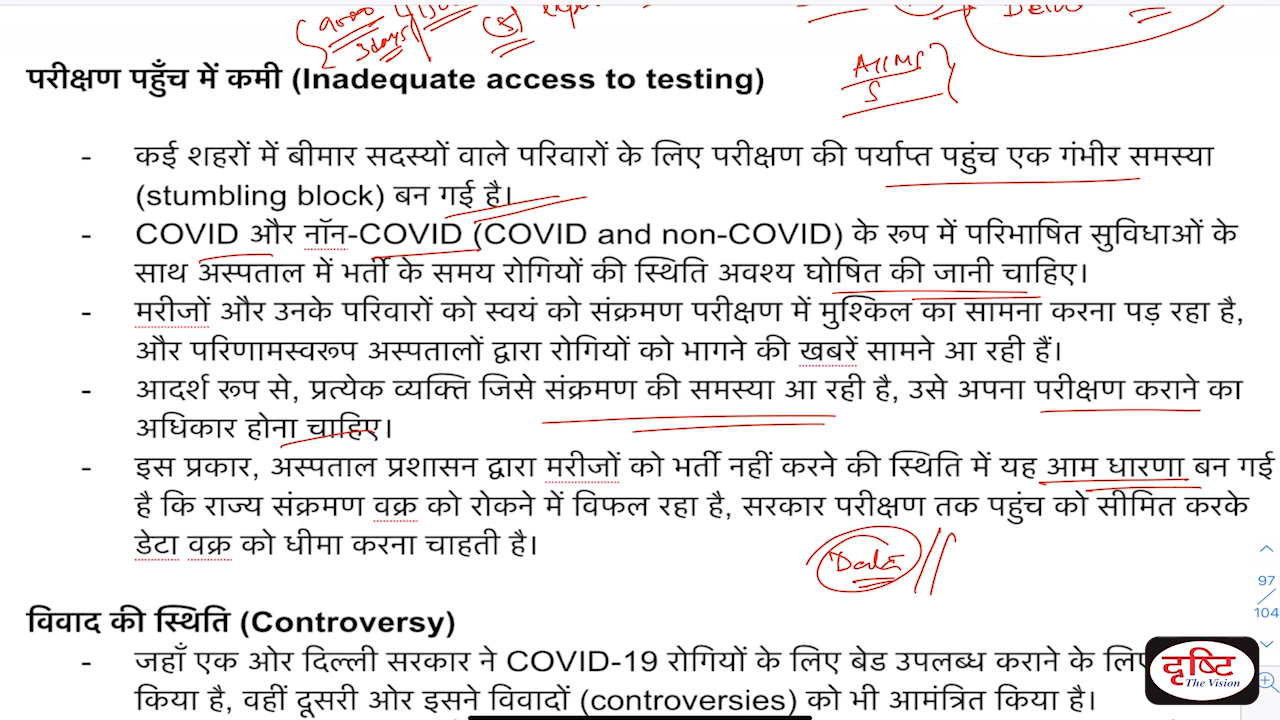 9000
3days
AIIMS
5
परीक्षण पहुँच में कमी (Inadequate access to testing)
- कई शहरों में बीमार सदस्यों वाले परिवारों के लिए परीक्षण की पर्याप्त पहुंच एक गंभीर समस्या
(stumbling block) बन गई है।
- COVID और नॉन-COVID (COVID and non-COVID) के रूप में परिभाषित सुविधाओं के
साथ अस्पताल में भर्ती के समय रोगियों की स्थिति अवश्य घोषित की जानी चाहिए।
- मरीजों और उनके परिवारों को स्वयं को संक्रमण परीक्षण में मुश्किल का सामना करना पड़ रहा है,
और परिणामस्वरूप अस्पतालों द्वारा रोगियों को भागने की खबरें सामने आ रही हैं।
- आदर्श रूप से, प्रत्येक व्यक्ति जिसे संक्रमण की समस्या आ रही है, उसे अपना परीक्षण कराने का
अधिकार होना चाहिए।
- इस प्रकार, अस्पताल प्रशासन द्वारा मरीजों को भर्ती नहीं करने की स्थिति में यह आम धारणा बन गई
है कि राज्य संक्रमण वक्र को रोकने में विफल रहा है, सरकार परीक्षण तक पहुंच को सीमित करके
डेटा वक्र को धीमा करना चाहती है।
Data
97
104
विवाद की स्थिति (Controversy)
- जहाँ एक ओर दिल्ली सरकार ने COVID-19 रोगियों के लिए बेड उपलब्ध कराने के लिए
किया है, वहीं दूसरी ओर इसने विवादों (controversies) को भी आमंत्रित किया है।
दृष्टि
The Vision